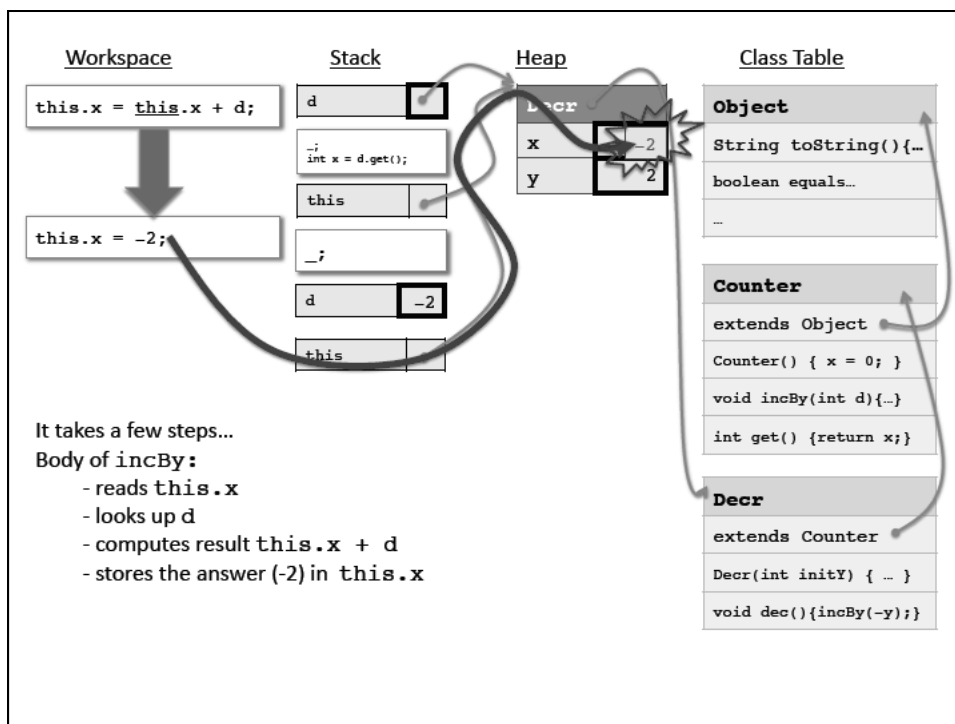 Workspace
this.x = this.x + d;
this.x = -2;
Stack
d
_;
int x = d.get();
this
_;
d -2
this
Heap
Decr
x -2
y 2
Class Table
Object
String toString(){…
boolean equals…
…
Counter
extends Object
Counter() { x = 0; }
void incBy(int d){…}
int get() {return x;}
Decr
extends Counter
Decr(int initY) { … }
void dec(){incBy(-y);}
It takes a few steps…
Body of incBy:
- reads this.x
- looks up d
- computes result this.x + d
- stores the answer (-2) in this.x